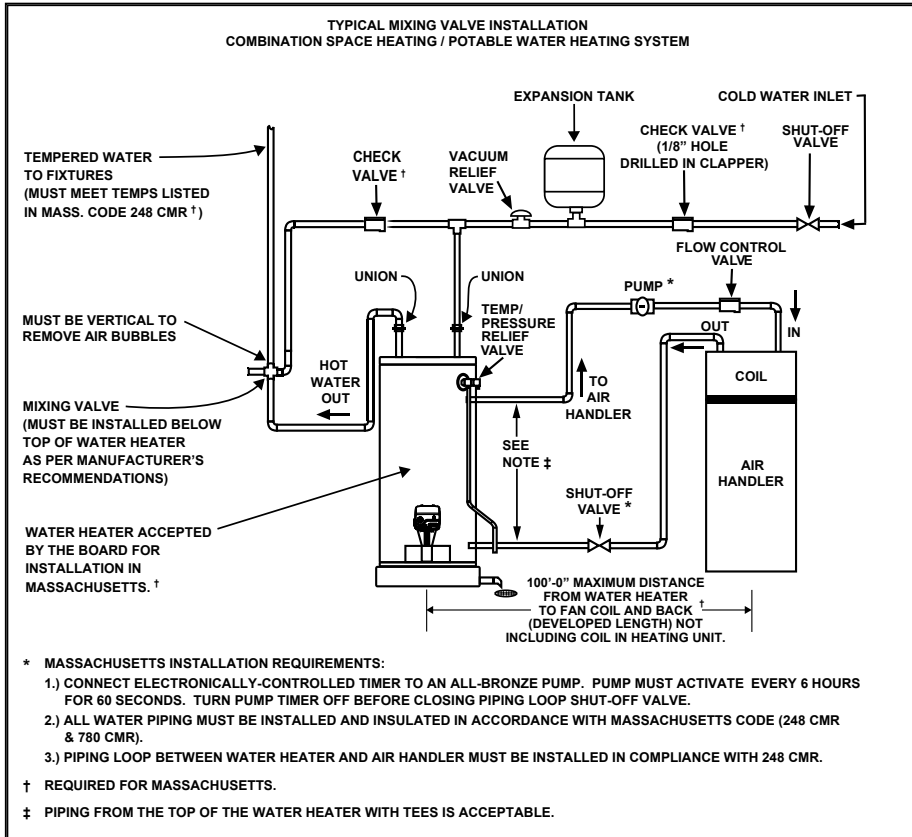 TYPICAL MIXING VALVE INSTALLATION
COMBINATION SPACE HEATING / POTABLE WATER HEATING SYSTEM
EXPANSION TANK
COLD WATER INLET
TEMPERED WATER
TO FIXTURES
(MUST MEET TEMPS LISTED
IN MASS. CODE 248 CMR †)
CHECK
VALVE †
VACUUM
RELIEF
VALVE
CHECK VALVE †
(1/8" HOLE
DRILLED IN CLAPPER)
SHUT-OFF
VALVE
FLOW CONTROL
VALVE
UNION
UNION
PUMP *
TEMP/
PRESSURE
RELIEF
VALVE
OUT
IN
MUST BE VERTICAL TO
REMOVE AIR BUBBLES
HOT
WATER
OUT
TO
AIR
HANDLER
COIL
MIXING VALVE
(MUST BE INSTALLED BELOW
TOP OF WATER HEATER
AS PER MANUFACTURER'S
RECOMMENDATIONS)
SEE
NOTE ‡
AIR
HANDLER
SHUT-OFF
VALVE *
WATER HEATER ACCEPTED
BY THE BOARD FOR
INSTALLATION IN
MASSACHUSETTS. †
100'-0" MAXIMUM DISTANCE
FROM WATER HEATER
TO FAN COIL AND BACK †
(DEVELOPED LENGTH) NOT
INCLUDING COIL IN HEATING UNIT.
* MASSACHUSETTS INSTALLATION REQUIREMENTS:
1.) CONNECT ELECTRONICALLY-CONTROLLED TIMER TO AN ALL-BRONZE PUMP. PUMP MUST ACTIVATE EVERY 6 HOURS
FOR 60 SECONDS. TURN PUMP TIMER OFF BEFORE CLOSING PIPING LOOP SHUT-OFF VALVE.
2.) ALL WATER PIPING MUST BE INSTALLED AND INSULATED IN ACCORDANCE WITH MASSACHUSETTS CODE (248 CMR
& 780 CMR).
3.) PIPING LOOP BETWEEN WATER HEATER AND AIR HANDLER MUST BE INSTALLED IN COMPLIANCE WITH 248 CMR.
† REQUIRED FOR MASSACHUSETTS.
‡ PIPING FROM THE TOP OF THE WATER HEATER WITH TEES IS ACCEPTABLE.